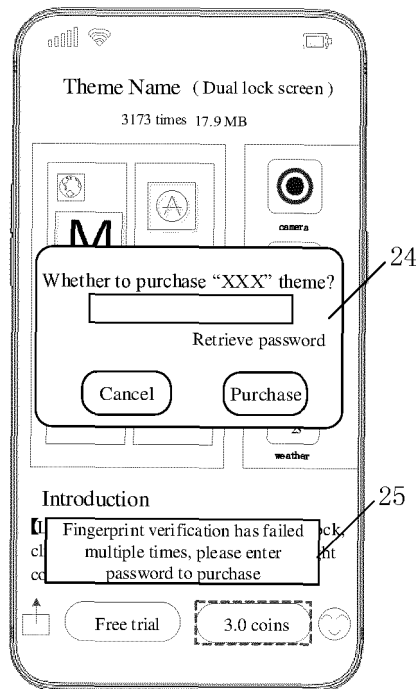 Theme Name ( Dual lock screen )
3173 times 17.9 MB
A
M
camera
Whether to purchase “XXX” theme?
24
Retrieve password
Cancel
Purchase
weather
Introduction
25
Fingerprint verification has failed
multiple times, please enter
password to purchase
Free trial
3.0 coins